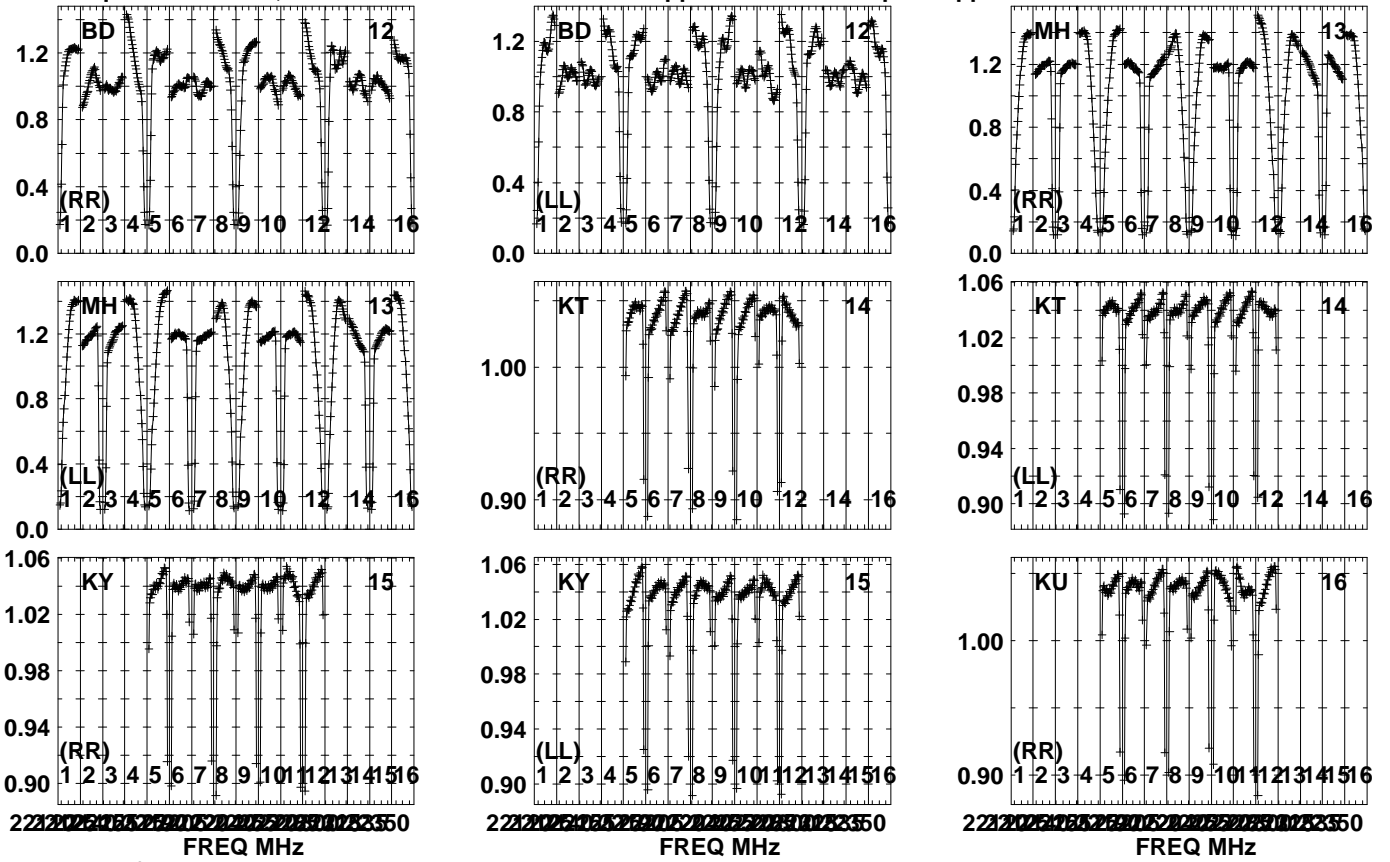 BD 12
1.2
0.8
0.4
(RR)
1 2 3 4 5 6 7 8 9 10 12 14 16
0.0
BD 12
1.2
0.8
0.4
(LL)
1 2 3 4 5 6 7 8 9 10 12 14 16
0.0
MH 13
1.2
0.8
0.4
(RR)
1 2 3 4 5 6 7 8 9 10 12 14 16
0.0
MH 13
1.2
0.8
0.4
(LL)
1 2 3 4 5 6 7 8 9 10 12 14 16
0.0
KT 14
1.00
(RR)
0.90
1 2 3 4 5 6 7 8 9 10 12 14 16
1.06
KT 14
1.02
0.98
0.94
(LL)
0.90
1 2 3 4 5 6 7 8 9 10 12 14 16
1.06
KY 15
1.02
0.98
0.94
(RR)
0.90
1 2 3 4 5 6 7 8 9 10 11 12 13 14 15 16
FREQ MHz
1.06
KY 15
1.02
0.98
0.94
(LL)
0.90
1 2 3 4 5 6 7 8 9 10 11 12 13 14 15 16
FREQ MHz
KU 16
1.00
(RR)
0.90
1 2 3 4 5 6 7 8 9 10 11 12 13 14 15 16
FREQ MHz